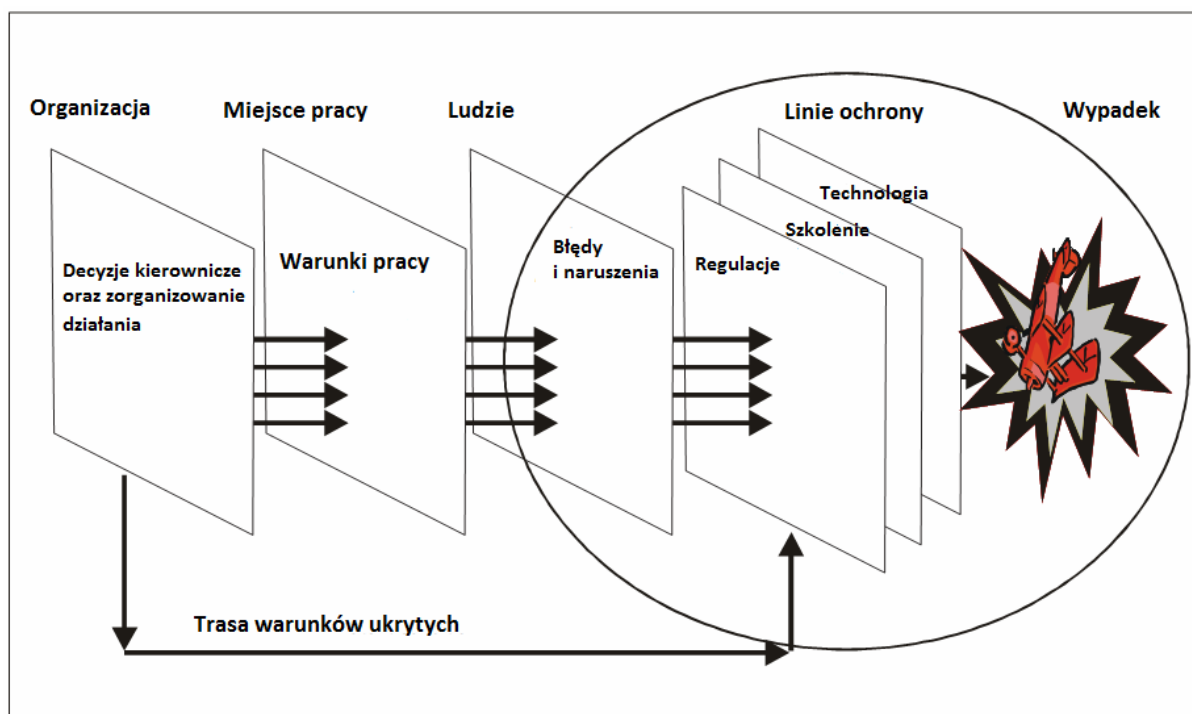 Organizacja
Miejsce pracy
Ludzie
Linie ochrony
Wypadek
Decyzje kierownicze
oraz zorganizowanie
działania
Warunki pracy
Błędy
i naruszenia
Regulacje
Szkolenie
Technologia
Trasa warunków ukrytych